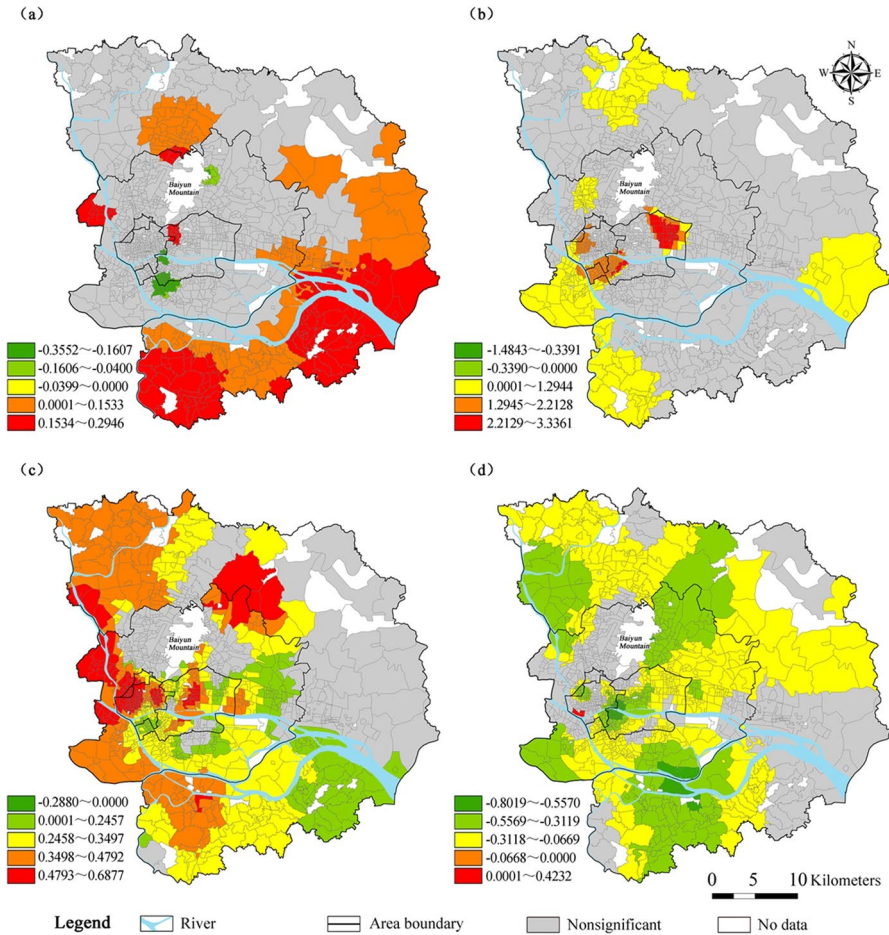 (a)
(b)
N
W E
S
Baiyun
Mountain
Baiyun
Mountain
-0.3552～-0.1607
-0.1606～-0.0400
-0.0399～0.0000
0.0001～0.1533
0.1534～0.2946
-1.4843～-0.3391
-0.3390～0.0000
0.0001～1.2944
1.2945～2.2128
2.2129～3.3361
(c)
(d)
Baiyun
Mountain
Baiyun
Mountain
-0.2880～0.0000
0.0001～0.2457
0.2458～0.3497
0.3498～0.4792
0.4793～0.6877
-0.8019～-0.5570
-0.5569～-0.3119
-0.3118～-0.0669
-0.0668～0.0000
0.0001～0.4232
0 5 10 Kilometers
Legend River Area boundary Nonsignificant No data